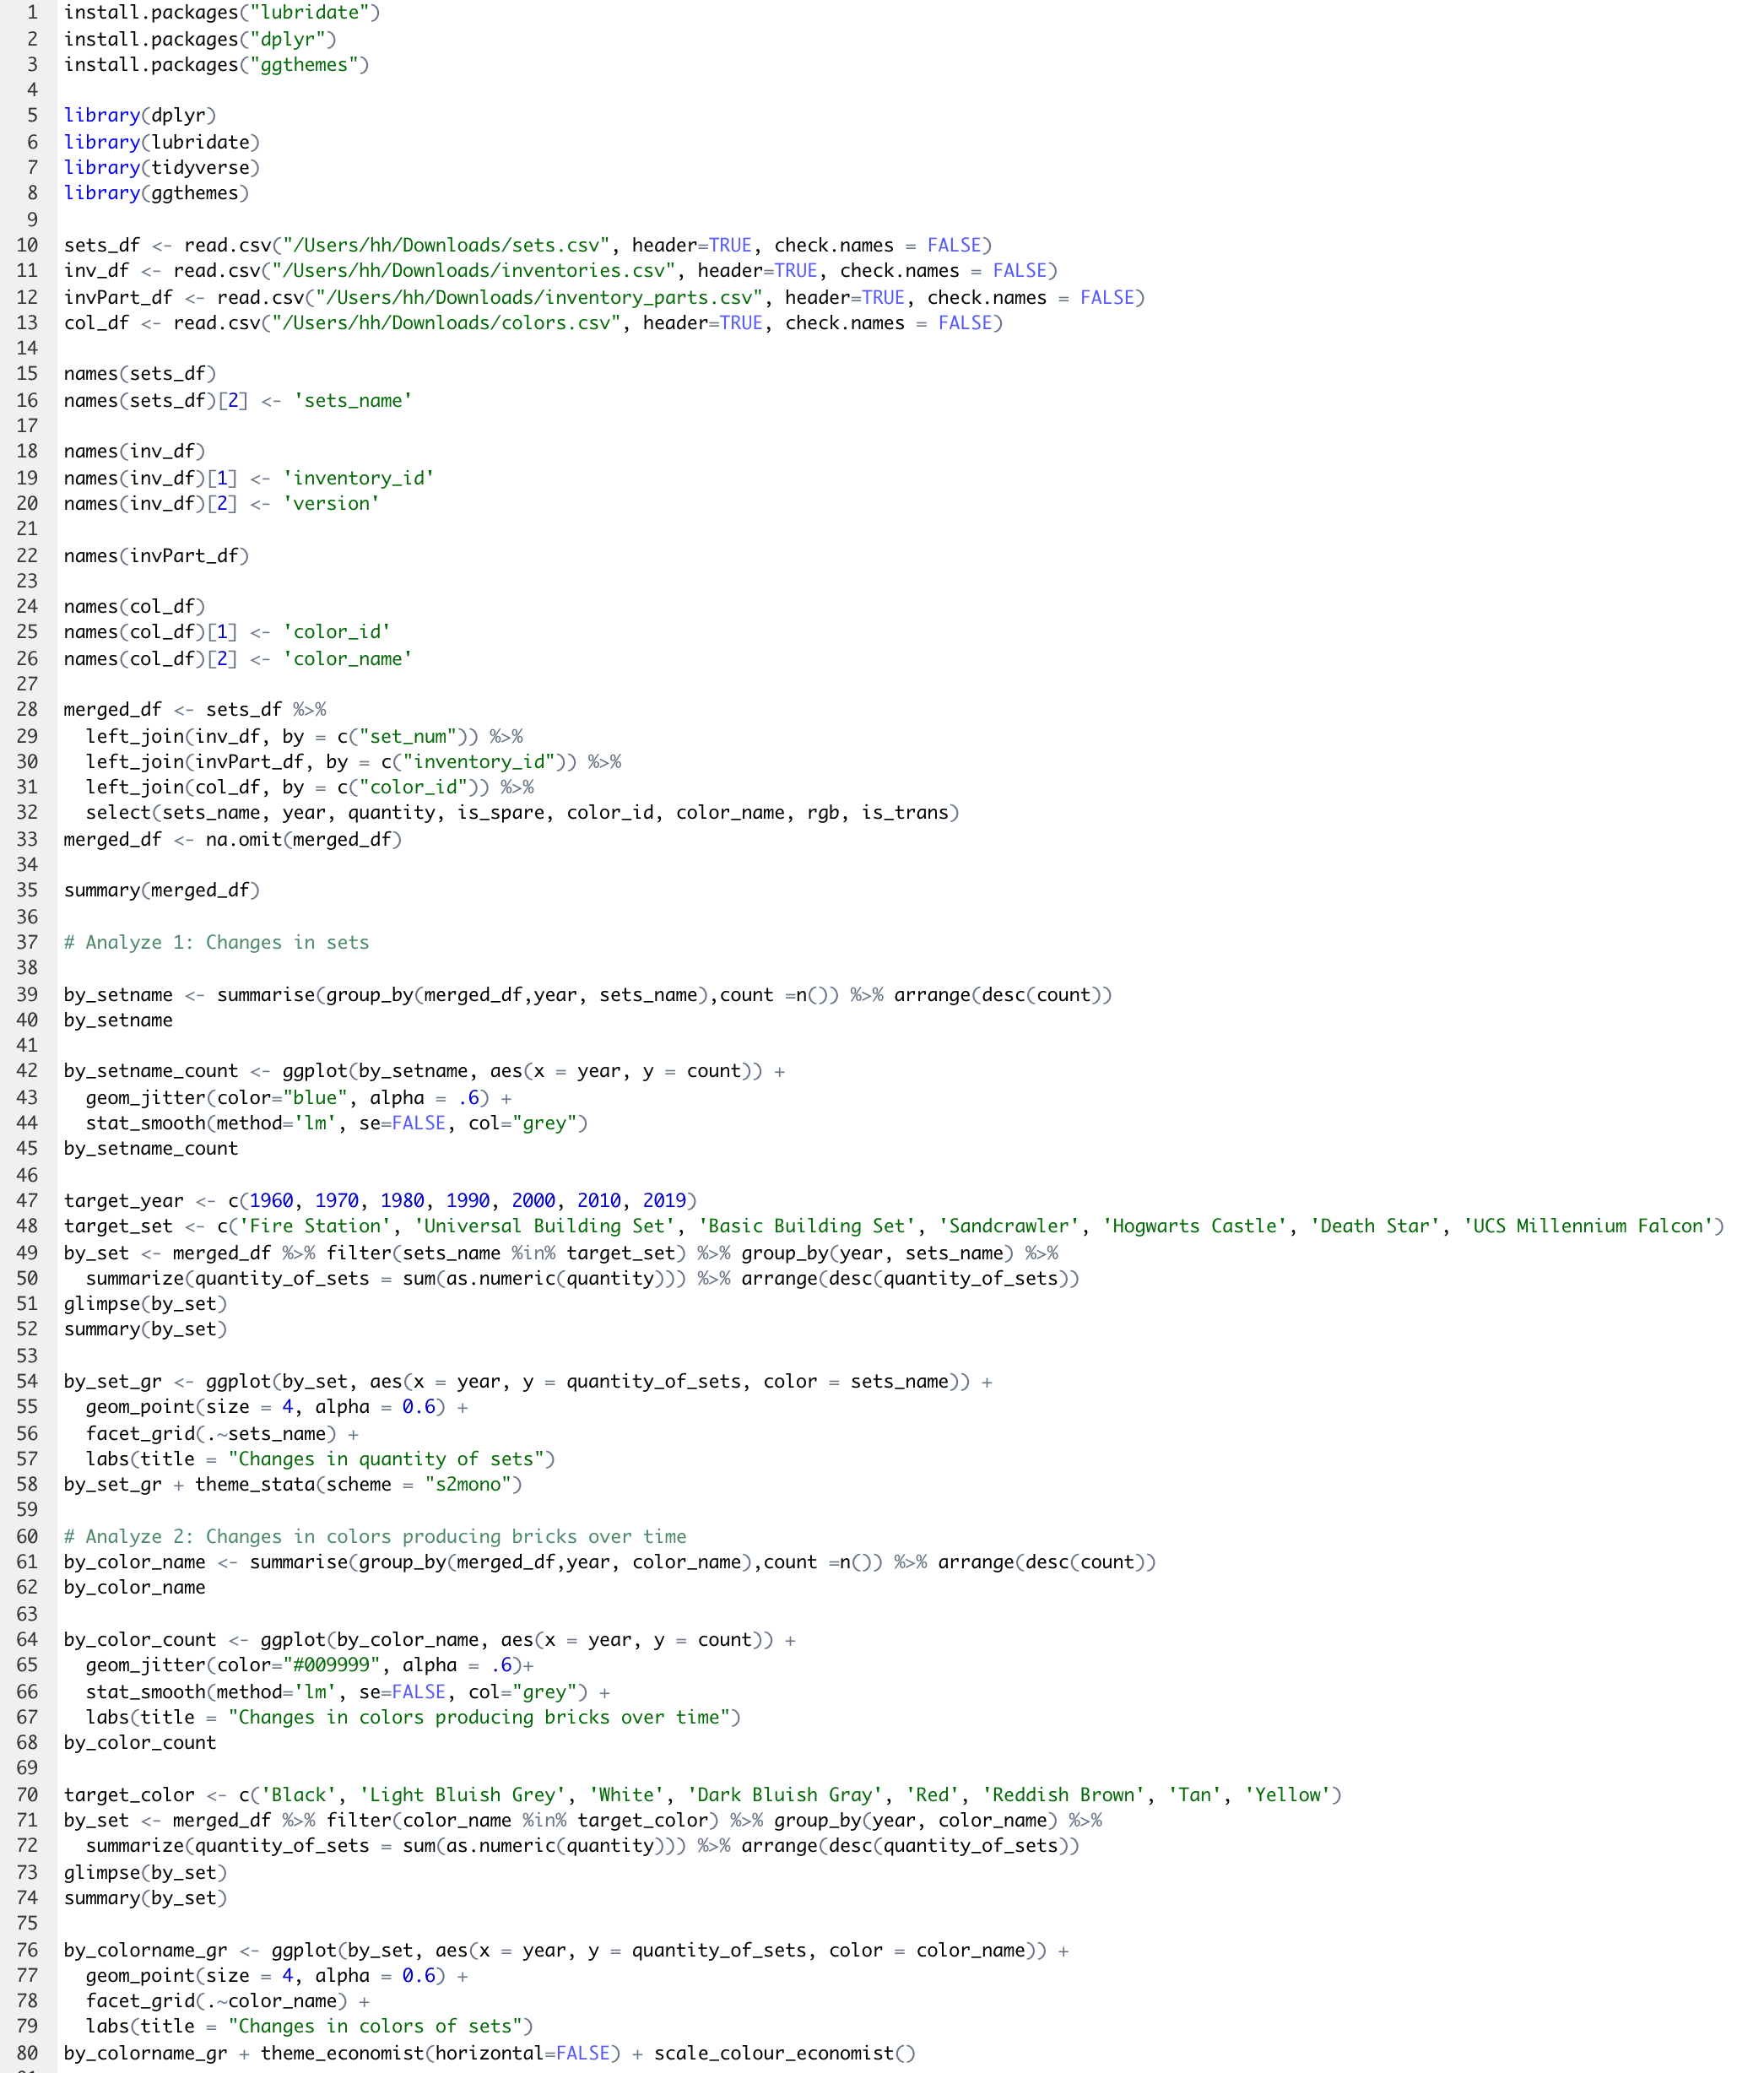 1 install.packages("lubridate")
2 install.packages("dplyr")
3 install.packages("ggthemes")
4
5 library(dplyr)
6 library(lubridate)
7 library(tidyverse)
8 library(ggthemes)
9
10 sets_df <- read.csv("/Users/hh/Downloads/sets.csv", header=TRUE, check.names = FALSE)
11 inv_df <- read.csv("/Users/hh/Downloads/inventories.csv", header=TRUE, check.names = FALSE)
12 invPart_df <- read.csv("/Users/hh/Downloads/inventory_parts.csv", header=TRUE, check.names = FALSE)
13 col_df <- read.csv("/Users/hh/Downloads/colors.csv", header=TRUE, check.names = FALSE)
14
15 names(sets_df)
16 names(sets_df)[2] <- 'sets_name'
17
18 names(inv_df)
19 names(inv_df)[1] <- 'inventory_id'
20 names(inv_df)[2] <- 'version'
21
22 names(invPart_df)
23
24 names(col_df)
25 names(col_df)[1] <- 'color_id'
26 names(col_df)[2] <- 'color_name'
27
28 merged_df <- sets_df %>%
29   left_join(inv_df, by = c("set_num")) %>%
30   left_join(invPart_df, by = c("inventory_id")) %>%
31   left_join(col_df, by = c("color_id")) %>%
32   select(sets_name, year, quantity, is_spare, color_id, color_name, rgb, is_trans)
33 merged_df <- na.omit(merged_df)
34
35 summary(merged_df)
36
37 # Analyze 1: Changes in sets
38
39 by_setname <- summarise(group_by(merged_df,year, sets_name),count =n()) %>% arrange(desc(count))
40 by_setname
41
42 by_setname_count <- ggplot(by_setname, aes(x = year, y = count)) +
43   geom_jitter(color="blue", alpha = .6) +
44   stat_smooth(method='lm', se=FALSE, col="grey")
45 by_setname_count
46
47 target_year <- c(1960, 1970, 1980, 1990, 2000, 2010, 2019)
48 target_set <- c('Fire Station', 'Universal Building Set', 'Basic Building Set', 'Sandcrawler', 'Hogwarts Castle', 'Death Star', 'UCS Millennium Falcon')
49 by_set <- merged_df %>% filter(sets_name %in% target_set) %>% group_by(year, sets_name) %>%
50   summarize(quantity_of_sets = sum(as.numeric(quantity))) %>% arrange(desc(quantity_of_sets))
51 glimpse(by_set)
52 summary(by_set)
53
54 by_set_gr <- ggplot(by_set, aes(x = year, y = quantity_of_sets, color = sets_name)) +
55   geom_point(size = 4, alpha = 0.6) +
56   facet_grid(.~sets_name) +
57   labs(title = "Changes in quantity of sets")
58 by_set_gr + theme_stata(scheme = "s2mono")
59
60 # Analyze 2: Changes in colors producing bricks over time
61 by_color_name <- summarise(group_by(merged_df,year, color_name),count =n()) %>% arrange(desc(count))
62 by_color_name
63
64 by_color_count <- ggplot(by_color_name, aes(x = year, y = count)) +
65   geom_jitter(color="#009999", alpha = .6)+
66   stat_smooth(method='lm', se=FALSE, col="grey") +
67   labs(title = "Changes in colors producing bricks over time")
68 by_color_count
69
70 target_color <- c('Black', 'Light Bluish Grey', 'White', 'Dark Bluish Gray', 'Red', 'Reddish Brown', 'Tan', 'Yellow')
71 by_set <- merged_df %>% filter(color_name %in% target_color) %>% group_by(year, color_name) %>%
72   summarize(quantity_of_sets = sum(as.numeric(quantity))) %>% arrange(desc(quantity_of_sets))
73 glimpse(by_set)
74 summary(by_set)
75
76 by_colorname_gr <- ggplot(by_set, aes(x = year, y = quantity_of_sets, color = color_name)) +
77   geom_point(size = 4, alpha = 0.6) +
78   facet_grid(.~color_name) +
79   labs(title = "Changes in colors of sets")
80 by_colorname_gr + theme_economist(horizontal=FALSE) + scale_colour_economist()